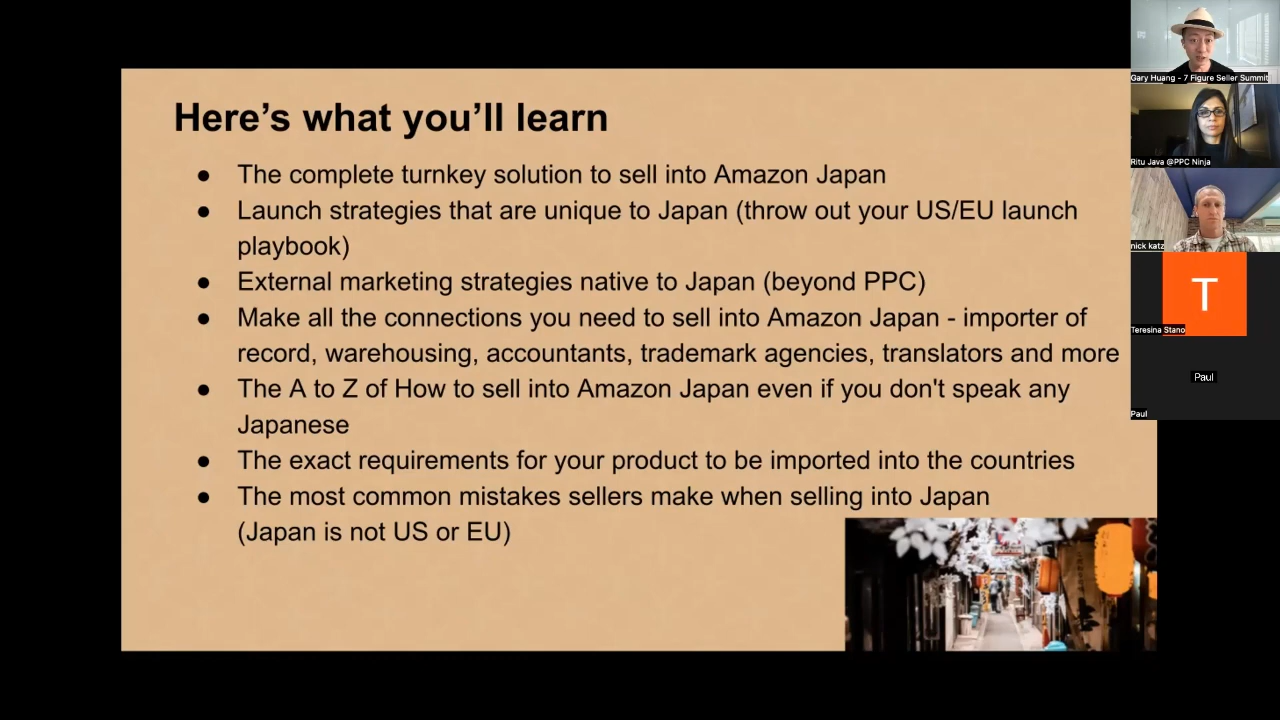 Here’s what you’ll learn
● The complete turnkey solution to sell into Amazon Japan
● Launch strategies that are unique to Japan (throw out your US/EU launch
playbook)
● External marketing strategies native to Japan (beyond PPC)
● Make all the connections you need to sell into Amazon Japan - importer of
record, warehousing, accountants, trademark agencies, translators and more
● The A to Z of How to sell into Amazon Japan even if you don't speak any
Japanese
● The exact requirements for your product to be imported into the countries
● The most common mistakes sellers make when selling into Japan
(Japan is not US or EU)
Gary Huang - 7 Figure Seller Summit
Ritu Java @PPC Ninja
nick katz
T
Teresina Stano
Paul
Paul